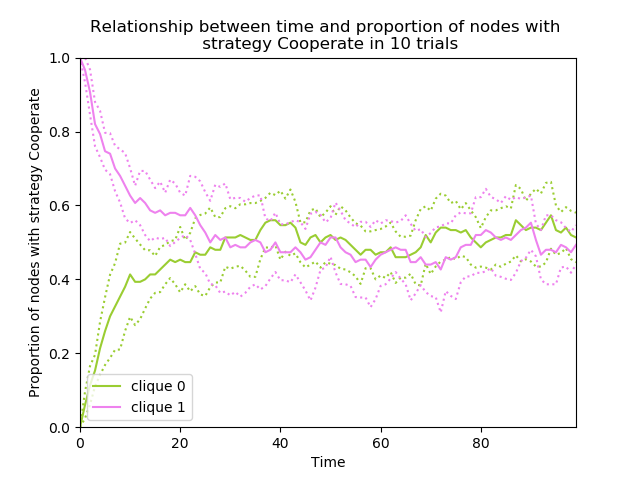 Relationship between time and proportion of nodes with
strategy Cooperate in 10 trials
Proportion of nodes with strategy Cooperate
1.0
0.8
0.6
0.4
0.2
0.0
clique 0
clique 1
0 20 40 60 80
Time